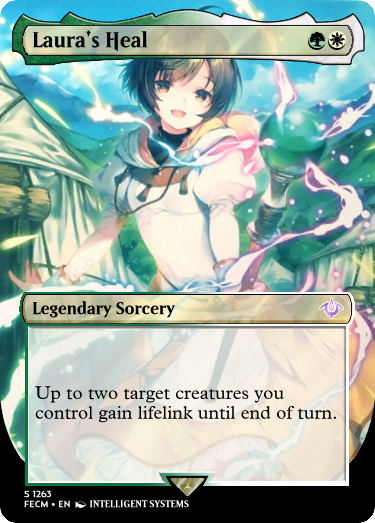 Laura's Heal
Legendary Sorcery
Up to two target creatures you
control gain lifelink until end of turn.
S 1263
FECM • EN INTELLIGENT SYSTEMS